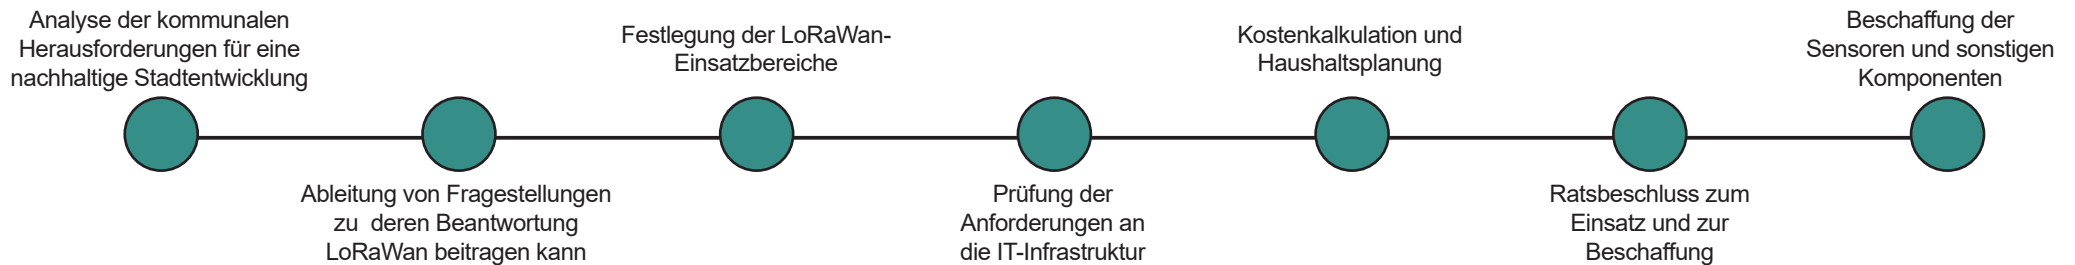 Analyse der kommunalen
Herausforderungen für eine
nachhaltige Stadtentwicklung
Ableitung von Fragestellungen
zu  deren Beantwortung
LoRaWan beitragen kann
Festlegung der LoRaWan-
Einsatzbereiche
Prüfung der
Anforderungen an
die IT-Infrastruktur
Kostenkalkulation und
Haushaltsplanung
Ratsbeschluss zum
Einsatz und zur
Beschaffung
Beschaffung der
Sensoren und sonstigen
Komponenten